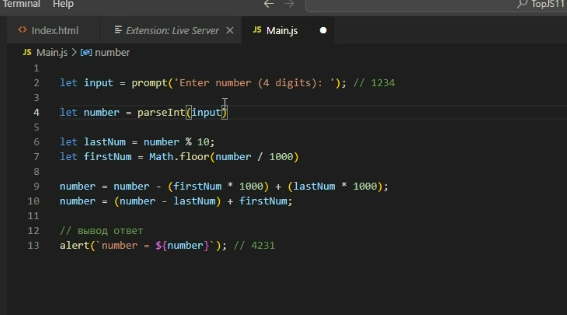 Terminal Help TopJS11
Index.html Extension: Live Server JS Main.js
JS Main.js > number
1
2 let input = prompt('Enter number (4 digits): '); // 1234
3
4 let number = parseInt(input)
5
6 let lastNum = number % 10;
7 let firstNum = Math.floor(number / 1000)
8
9 number = number - (firstNum * 1000) + (lastNum * 1000);
10 number = (number - lastNum) + firstNum;
11
12 // вывод ответ
13 alert(`number = ${number}`); // 4231